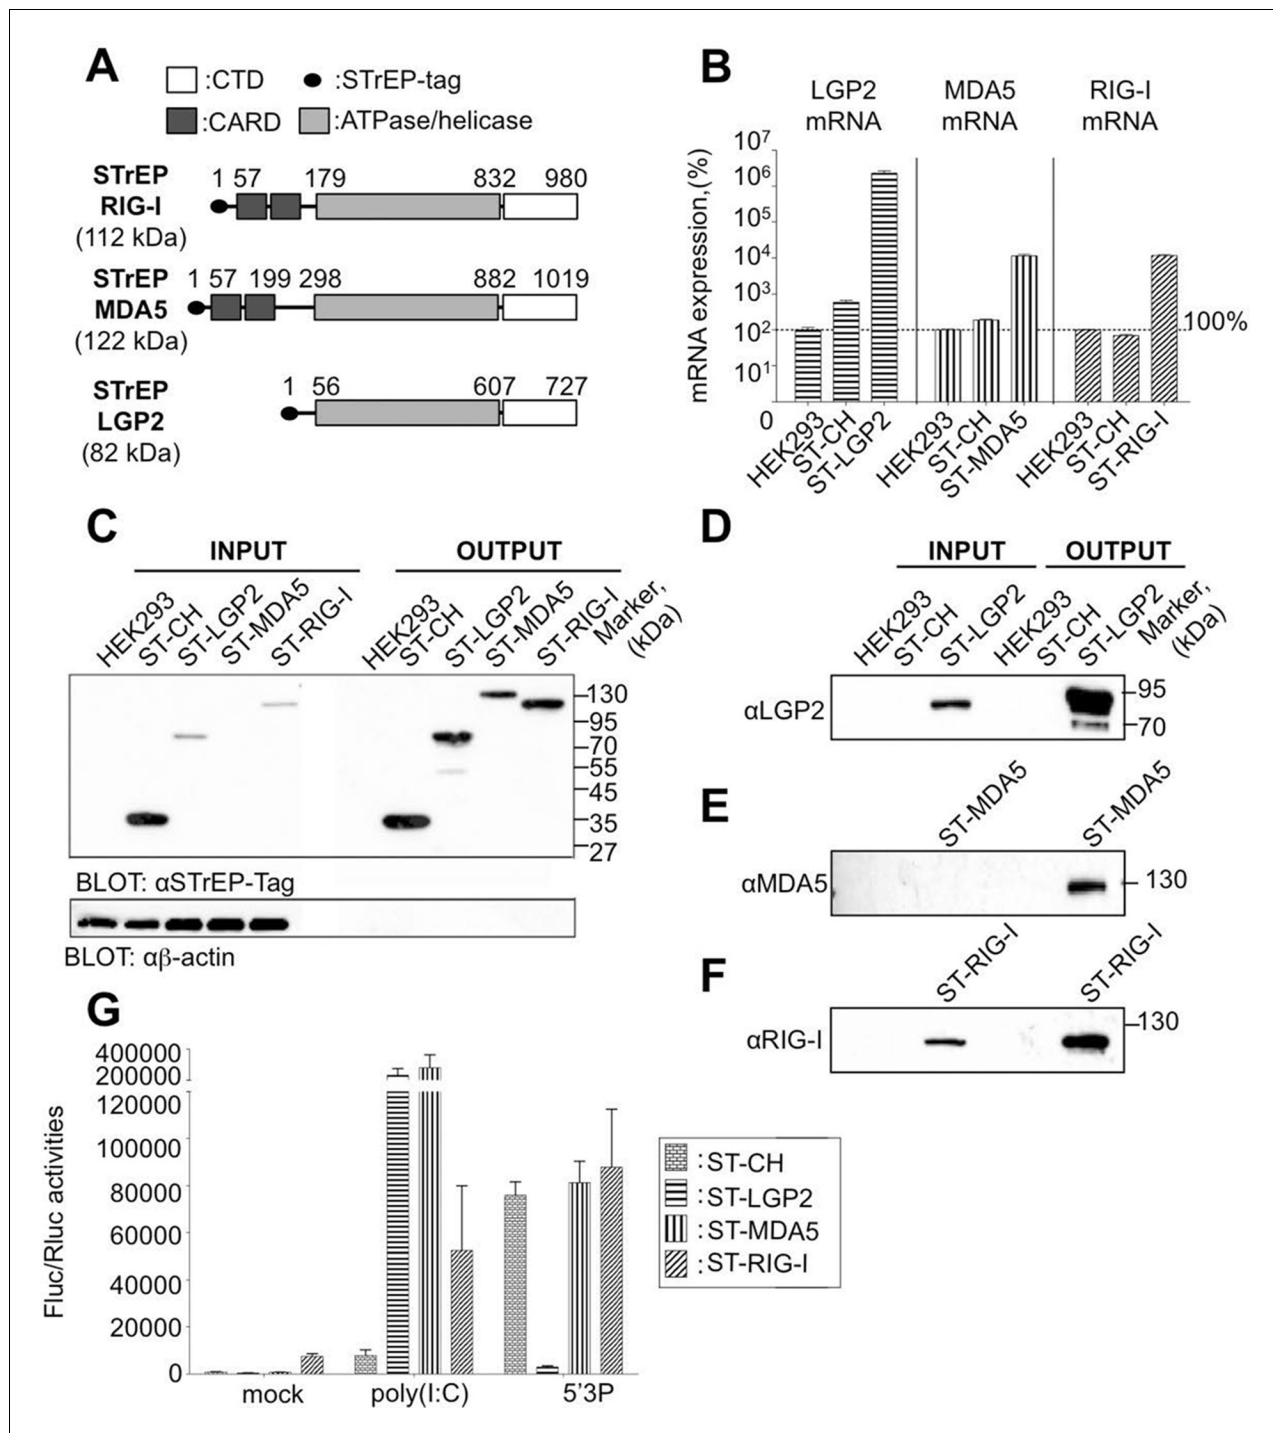 A
:CTD :STrEP-tag
:CARD :ATPase/helicase
STrEP
RIG-I
(112 kDa)
1 57 179 832 980
STrEP
MDA5
(122 kDa)
1 57 199 298 882 1019
STrEP
LGP2
(82 kDa)
1 56 607 727
B
LGP2
mRNA
MDA5
mRNA
RIG-I
mRNA
mRNA expression,(%)
10⁷
10⁶
10⁵
10⁴
10³
10²
10¹
0
100%
HEK293
ST-CH
ST-LGP2
HEK293
ST-CH
ST-MDA5
HEK293
ST-CH
ST-RIG-I
C
INPUT OUTPUT
HEK293
ST-CH
ST-LGP2
ST-MDA5
ST-RIG-I
HEK293
ST-CH
ST-LGP2
ST-MDA5
ST-RIG-I
Marker,
(kDa)
130
95
70
55
45
35
27
BLOT: αSTrEP-Tag
BLOT: αβ-actin
D
INPUT OUTPUT
HEK293
ST-CH
ST-LGP2
HEK293
ST-CH
ST-LGP2
Marker,
(kDa)
αLGP2
95
70
E
ST-MDA5
ST-MDA5
αMDA5
130
F
ST-RIG-I
ST-RIG-I
αRIG-I
130
G
Fluc/Rluc activities
400000
200000
120000
100000
80000
60000
40000
20000
0
mock poly(I:C) 5'3P
:ST-CH
:ST-LGP2
:ST-MDA5
:ST-RIG-I